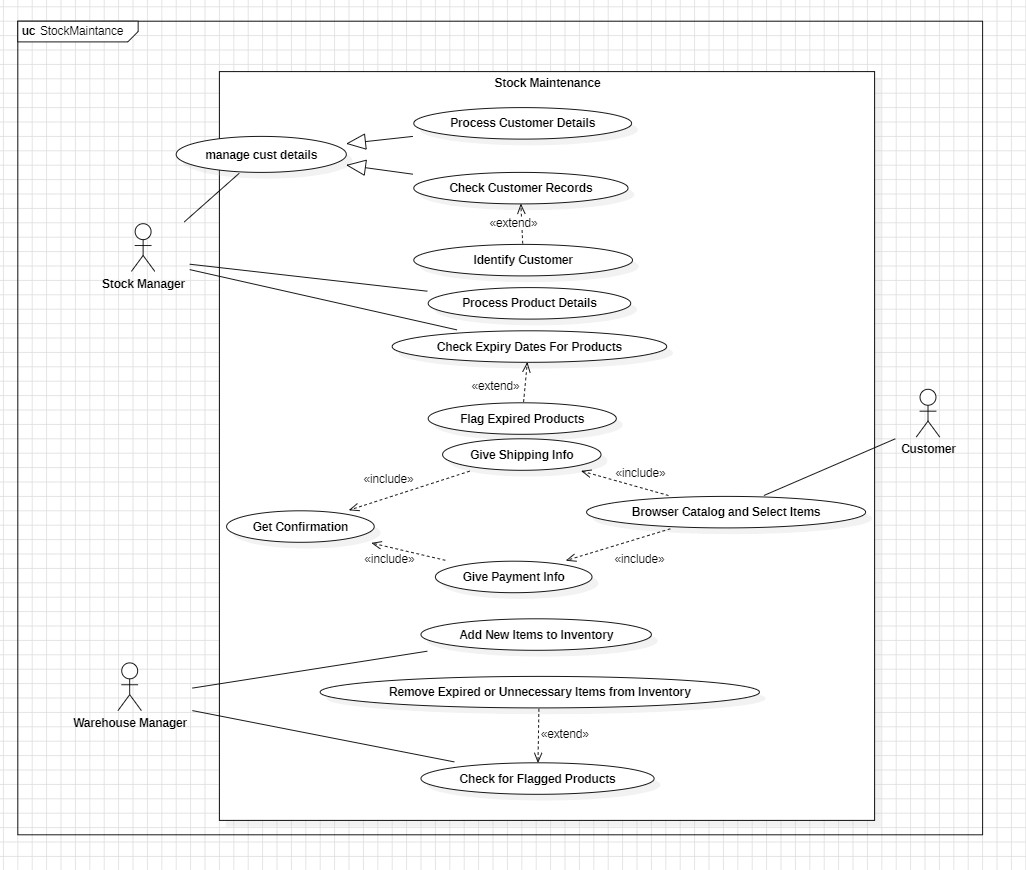 uc StockMaintance
Stock Maintenance
Process Customer Details
manage cust details
Check Customer Records
«extend»
Identify Customer
Stock Manager
Process Product Details
Check Expiry Dates For Products
«extend»
Flag Expired Products
Customer
Give Shipping Info
«include»
«include»
Browser Catalog and Select Items
Get Confirmation
«include»
«include»
Give Payment Info
Add New Items to Inventory
Remove Expired or Unnecessary Items from Inventory
Warehouse Manager
«extend»
Check for Flagged Products